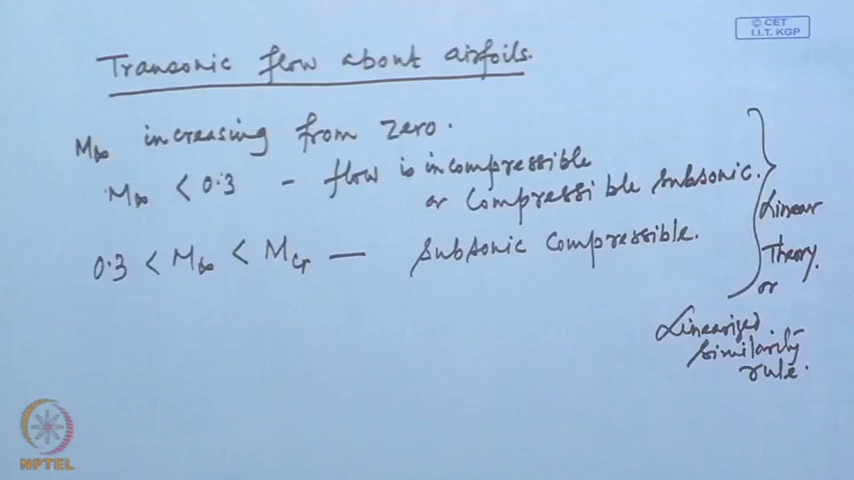 © CET
I.I.T. KGP
Transonic flow about airfoils.
M∞ increasing from zero.
M∞ < 0.3 - flow is incompressible
or compressible subsonic.
0.3 < M∞ < Mcr — subsonic compressible.
Linear
Theory.
or
Linearized
similarity
rule.
NPTEL